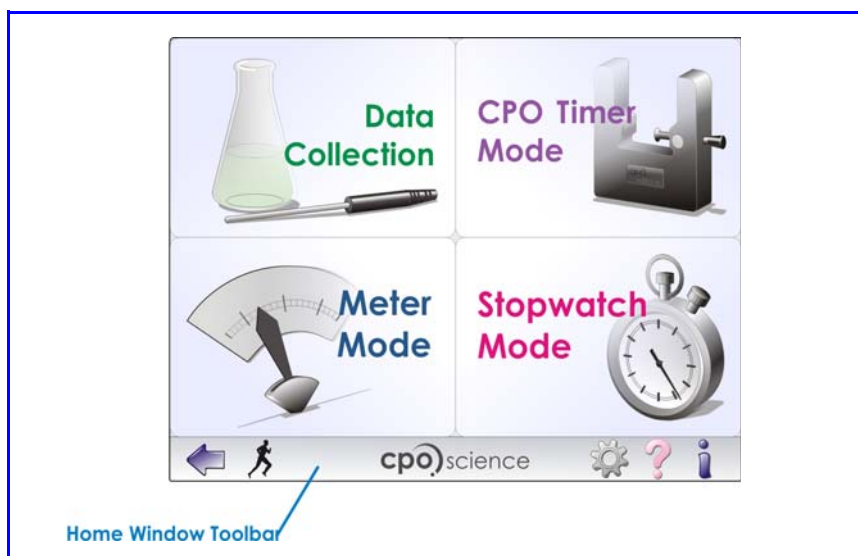 Data
Collection
CPO Timer
Mode
Meter
Mode
Stopwatch
Mode
cpo)science
?
i
Home Window Toolbar